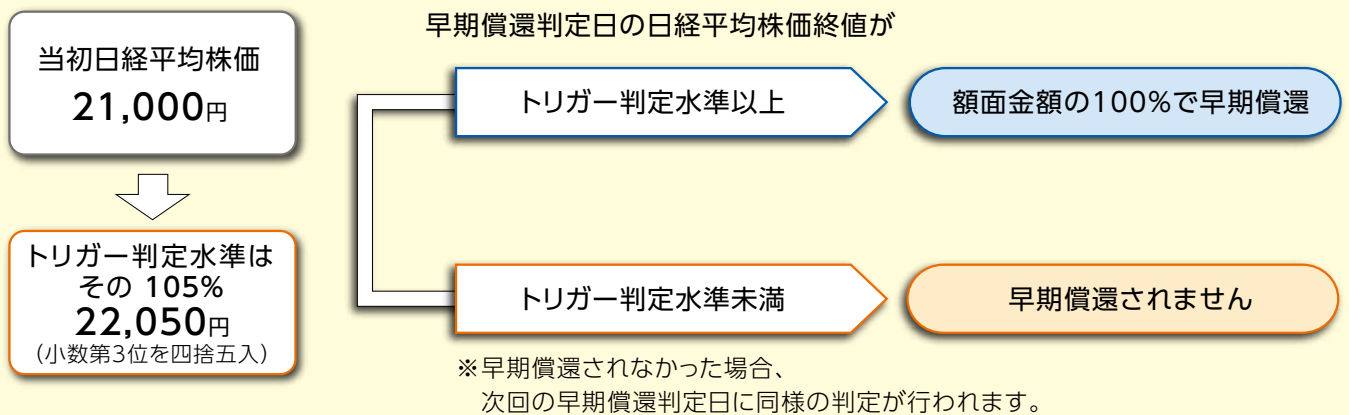 当初日経平均株価
21,000円
トリガー判定水準は
その 105%
22,050円
（小数第3位を四捨五入）
早期償還判定日の日経平均株価終値が
トリガー判定水準以上
額面金額の100%で早期償還
トリガー判定水準未満
早期償還されません
※早期償還されなかった場合、
次回の早期償還判定日に同様の判定が行われます。